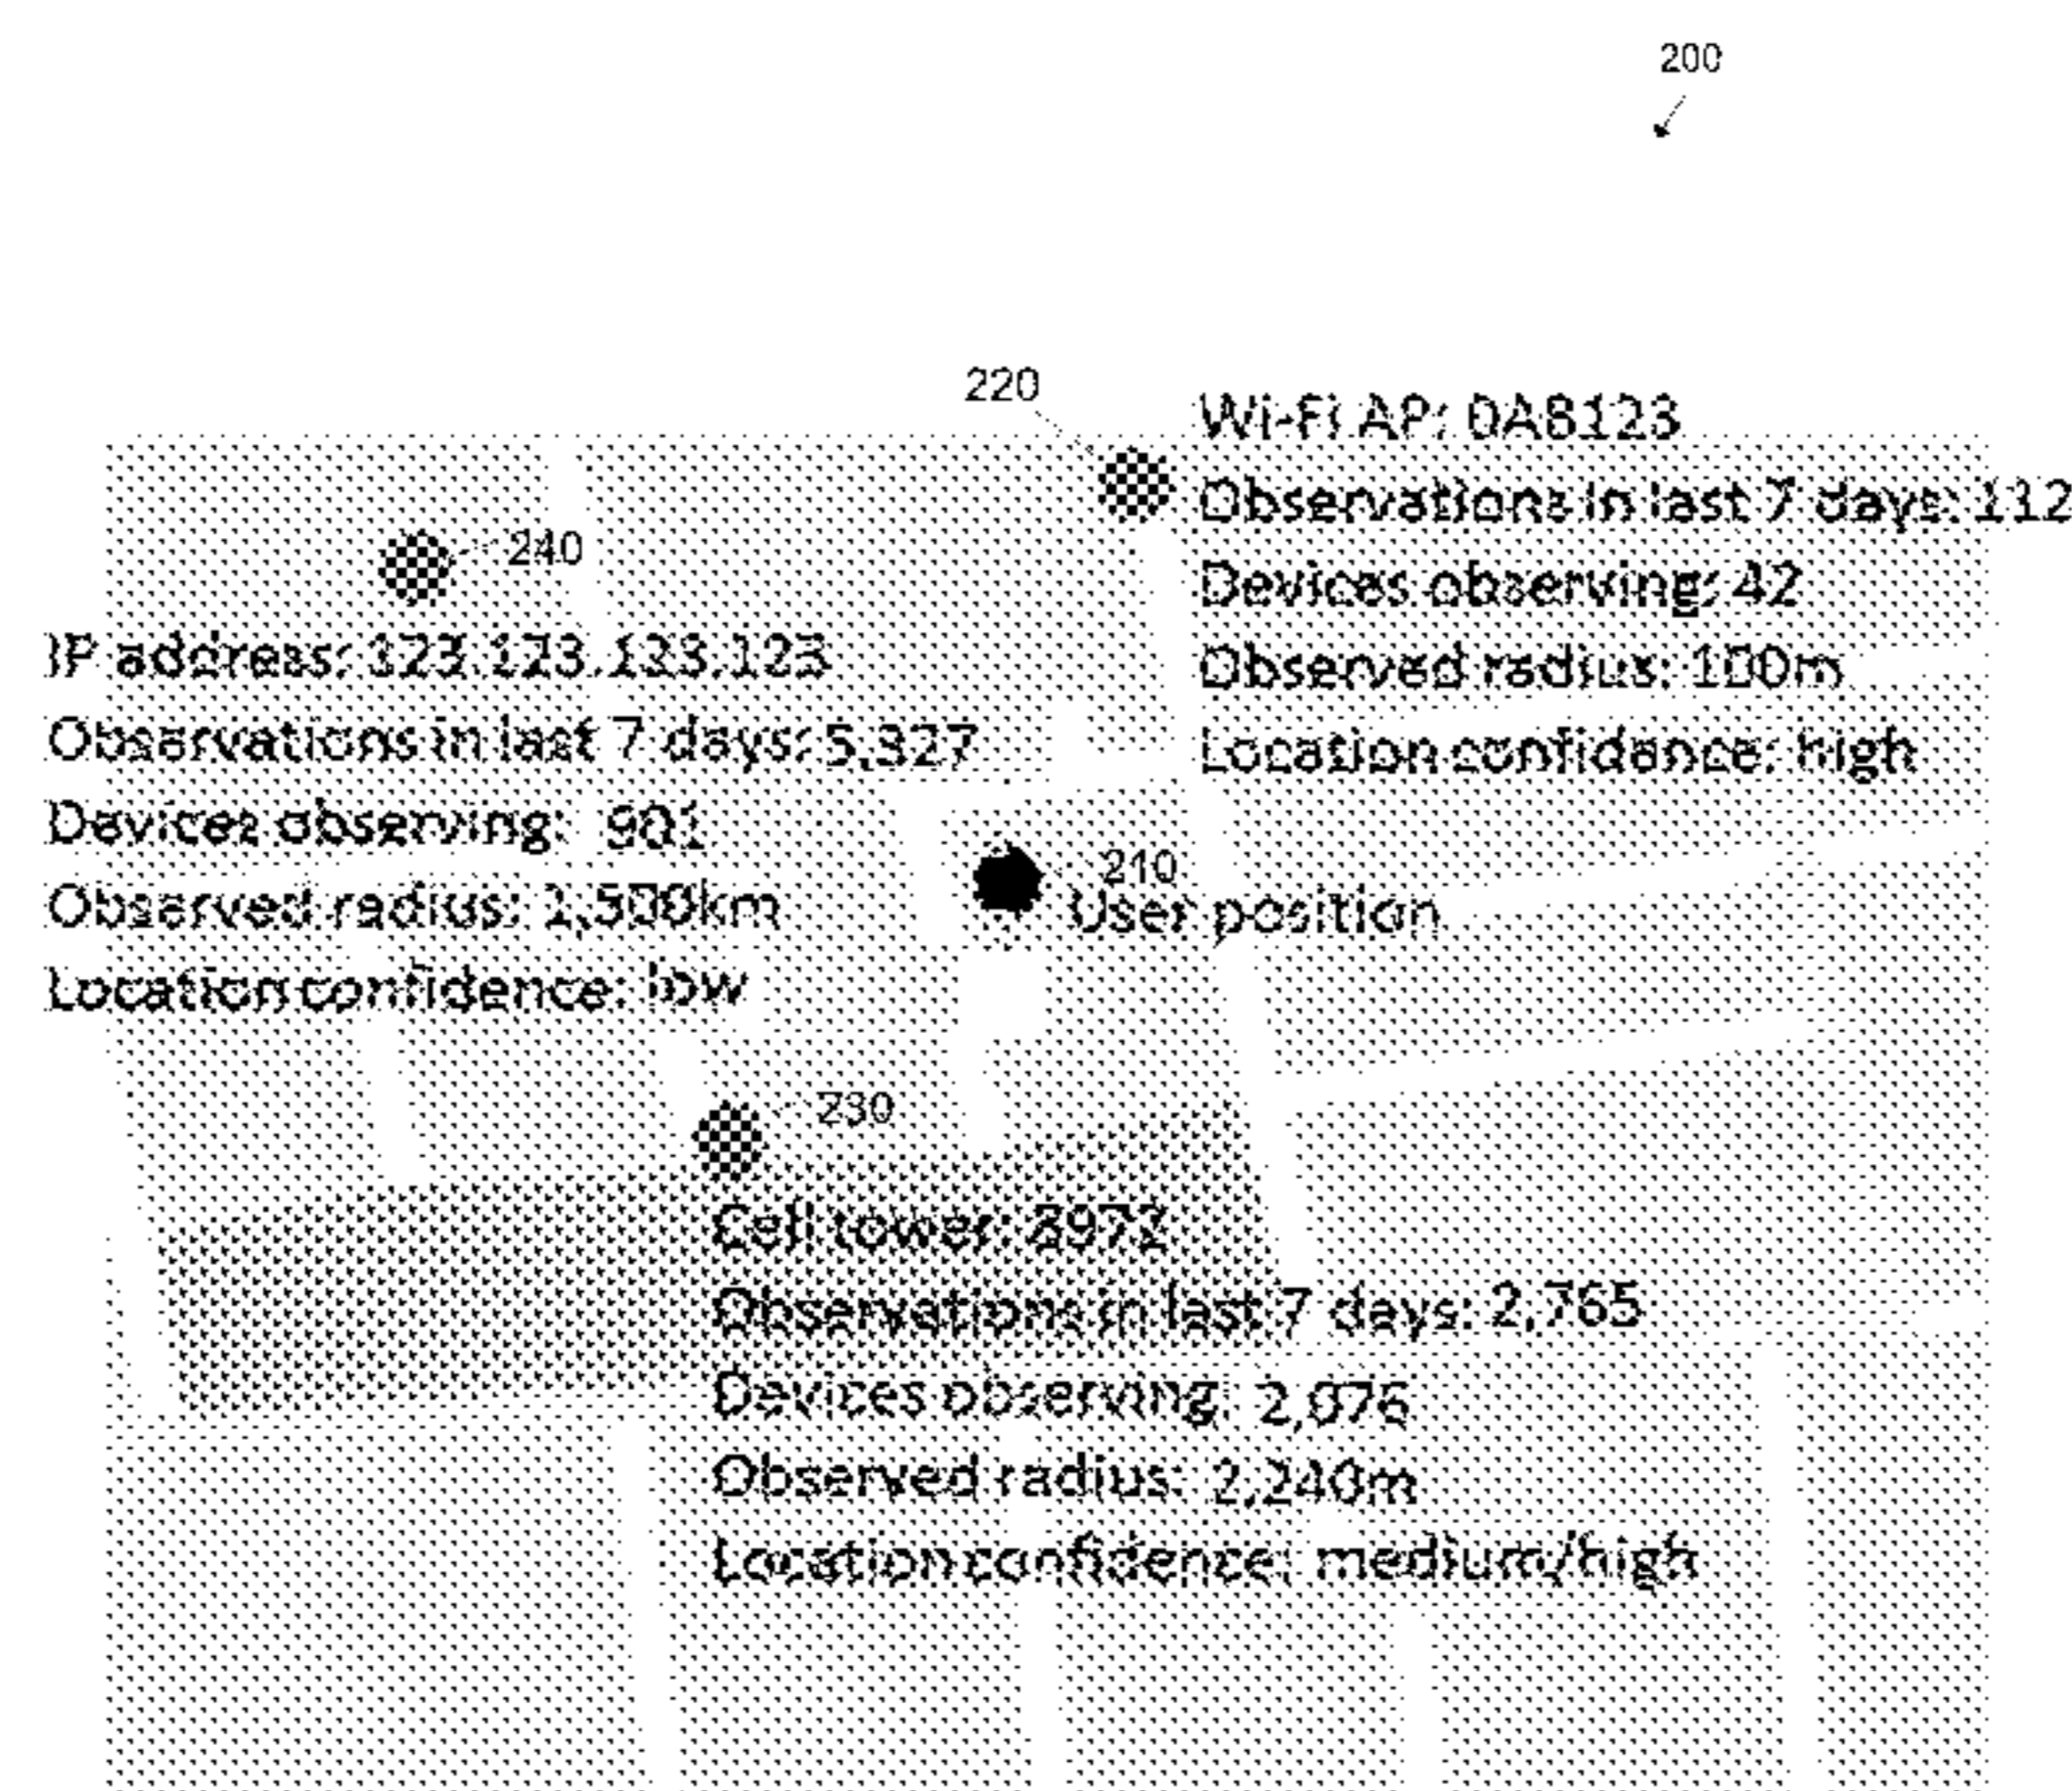 200
220
Wi-Fi AP: 0AB123
Observations in last 7 days: 112
Devices observing: 42
Observed radius: 100m
Location confidence: high
240
IP address: 123.123.123.123
Observations in last 7 days: 5,327
Devices observing: 901
Observed radius: 1,500km
Location confidence: low
210
User position
230
Cell tower: 8972
Observations in last 7 days: 2,765
Devices observing: 2,076
Observed radius: 2,240m
Location confidence: medium/high